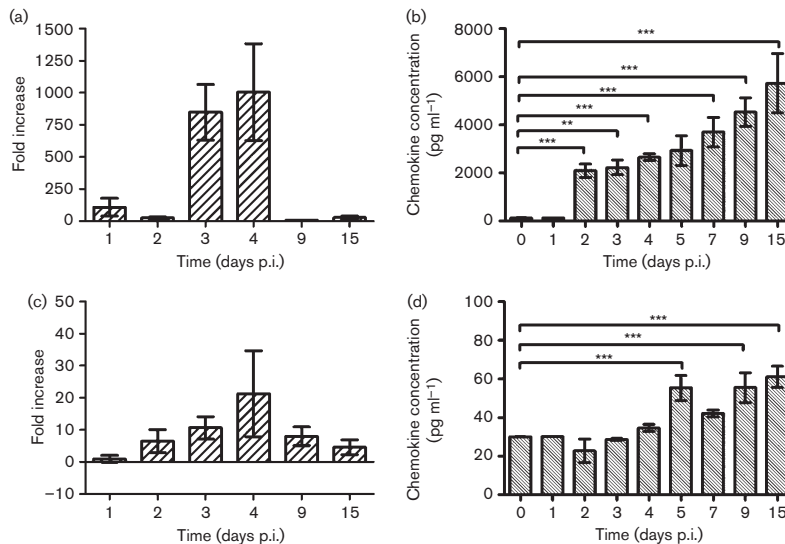 (a)
Fold increase
1500
1250
1000
750
500
250
0
1 2 3 4 9 15
Time (days p.i.)
(b)
Chemokine concentration
(pg ml⁻¹)
8000
6000
4000
2000
0
***
***
***
***
**
***
0 1 2 3 4 5 7 9 15
Time (days p.i.)
(c)
Fold increase
50
40
30
20
10
0
−10
1 2 3 4 9 15
Time (days p.i.)
(d)
Chemokine concentration
(pg ml⁻¹)
100
80
60
40
20
0
***
***
***
0 1 2 3 4 5 7 9 15
Time (days p.i.)